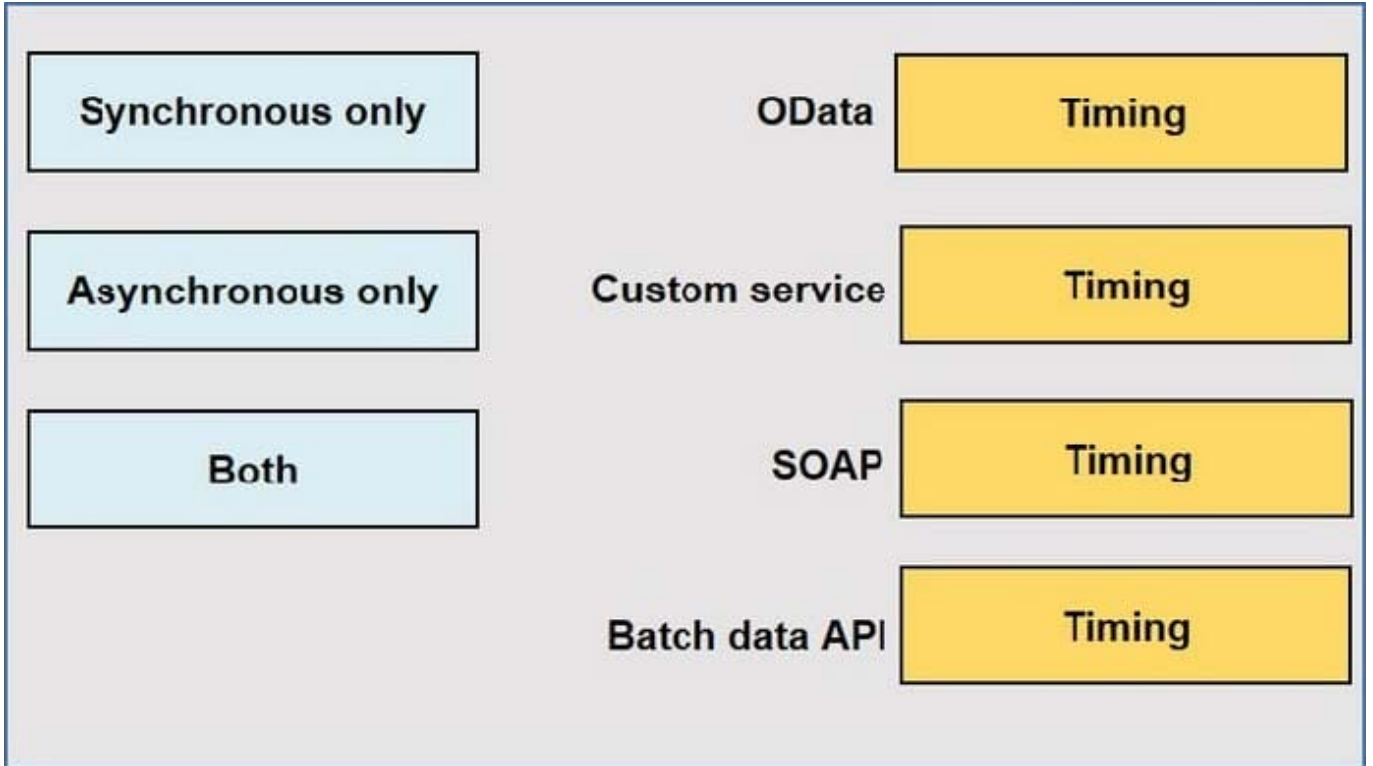 Synchronous only
OData
Timing
Asynchronous only
Custom service
Timing
Both
SOAP
Timing
Batch data API
Timing